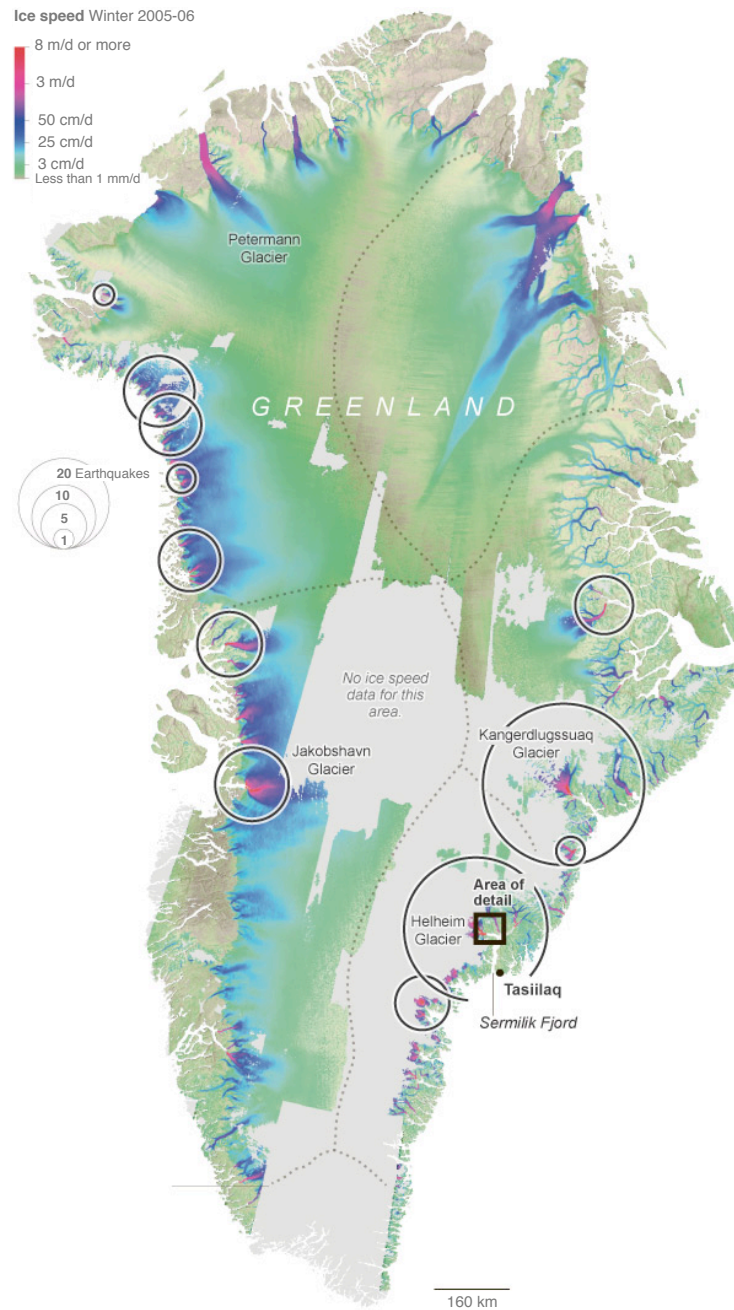 Ice speed Winter 2005-06
8 m/d or more
3 m/d
50 cm/d
25 cm/d
3 cm/d
Less than 1 mm/d
Petermann
Glacier
GREENLAND
20 Earthquakes
10
5
1
No ice speed
data for this
area.
Kangerdlugssuaq
Glacier
Jakobshavn
Glacier
Area of
detail
Helheim
Glacier
Tasiilaq
Sermilik Fjord
160 km